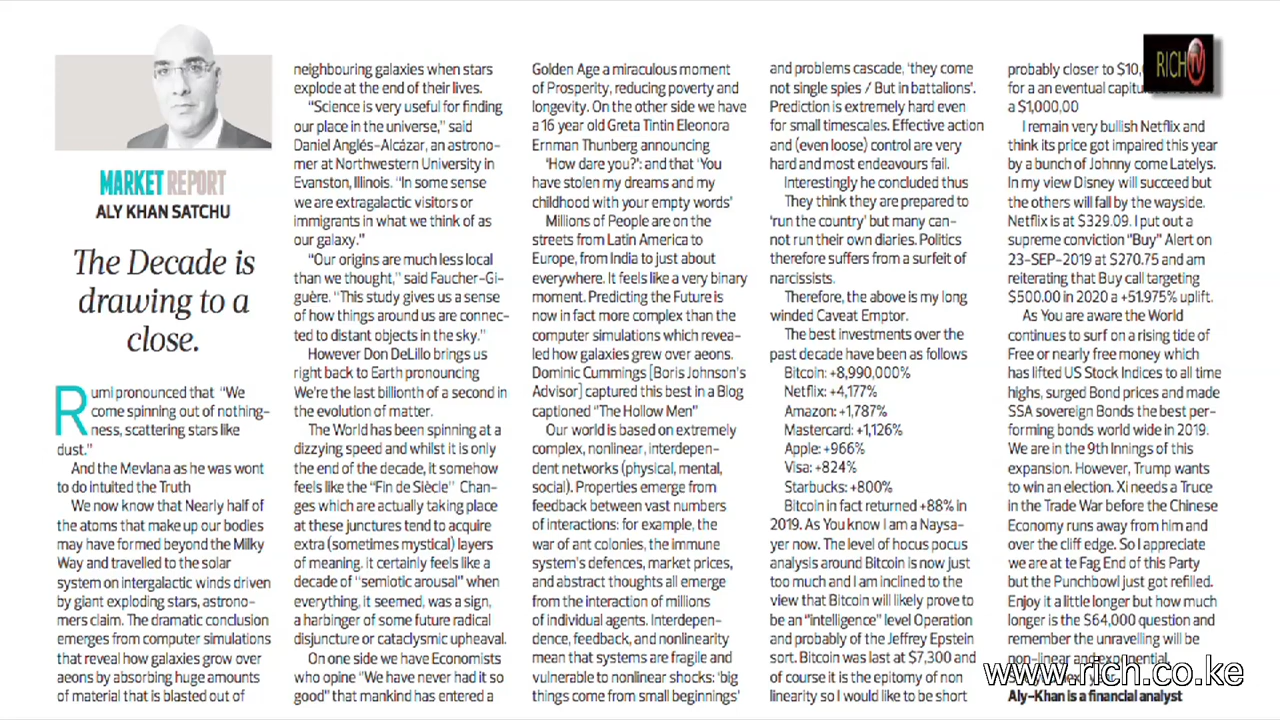 RICH TV
MARKET REPORT
ALY KHAN SATCHU
The Decade is
drawing to a
close.
Rumi pronounced that “We
come spinning out of nothing-
ness, scattering stars like
dust.”
And the Mevlana as he was wont
to do intuited the Truth
We now know that Nearly half of
the atoms that make up our bodies
may have formed beyond the Milky
Way and travelled to the solar
system on intergalactic winds driven
by giant exploding stars, astrono-
mers claim. The dramatic conclusion
emerges from computer simulations
that reveal how galaxies grow over
aeons by absorbing huge amounts
of material that is blasted out of
neighbouring galaxies when stars
explode at the end of their lives.
“Science is very useful for finding
our place in the universe,” said
Daniel Anglés-Alcázar, an astrono-
mer at Northwestern University in
Evanston, Illinois. “In some sense
we are extragalactic visitors or
immigrants in what we think of as
our galaxy.”
“Our origins are much less local
than we thought,” said Faucher-Gi-
guère. “This study gives us a sense
of how things around us are connec-
ted to distant objects in the sky.”
However Don DeLillo brings us
right back to Earth pronouncing
We’re the last billionth of a second in
the evolution of matter.
The World has been spinning at a
dizzying speed and whilst it is only
the end of the decade, it somehow
feels like the “Fin de Siècle” Chan-
ges which are actually taking place
at these junctures tend to acquire
extra (sometimes mystical) layers
of meaning. It certainly feels like a
decade of “semiotic arousal” when
everything, it seemed, was a sign,
a harbinger of some future radical
disjuncture or cataclysmic upheaval.
On one side we have Economists
who opine “We have never had it so
good” that mankind has entered a
Golden Age a miraculous moment
of Prosperity, reducing poverty and
longevity. On the other side we have
a 16 year old Greta Tintin Eleonora
Ernman Thunberg announcing
‘How dare you?’: and that ‘You
have stolen my dreams and my
childhood with your empty words’
Millions of People are on the
streets from Latin America to
Europe, from India to just about
everywhere. It feels like a very binary
moment. Predicting the Future is
now in fact more complex than the
computer simulations which revea-
led how galaxies grew over aeons.
Dominic Cummings [Boris Johnson’s
Advisor] captured this best in a Blog
captioned “The Hollow Men”
Our world is based on extremely
complex, nonlinear, interdepen-
dent networks (physical, mental,
social). Properties emerge from
feedback between vast numbers
of interactions: for example, the
war of ant colonies, the immune
system’s defences, market prices,
and abstract thoughts all emerge
from the interaction of millions
of individual agents. Interdepen-
dence, feedback, and nonlinearity
mean that systems are fragile and
vulnerable to nonlinear shocks: ‘big
things come from small beginnings’
and problems cascade, ‘they come
not single spies / But in battalions’.
Prediction is extremely hard even
for small timescales. Effective action
and (even loose) control are very
hard and most endeavours fail.
Interestingly he concluded thus
They think they are prepared to
‘run the country’ but many can-
not run their own diaries. Politics
therefore suffers from a surfeit of
narcissists.
Therefore, the above is my long
winded Caveat Emptor.
The best investments over the
past decade have been as follows
Bitcoin: +8,990,000%
Netflix: +4,177%
Amazon: +1,787%
Mastercard: +1,126%
Apple: +966%
Visa: +824%
Starbucks: +800%
Bitcoin in fact returned +88% in
2019. As You know I am a Naysa-
yer now. The level of hocus pocus
analysis around Bitcoin is now just
too much and I am inclined to the
view that Bitcoin will likely prove to
be an “intelligence” level Operation
and probably of the Jeffrey Epstein
sort. Bitcoin was last at $7,300 and
of course it is the epitomy of non
linearity so I would like to be short
probably closer to
for a an eventual
a $1,000,00
I remain very bullish Netflix and
think its price got impaired this year
by a bunch of Johnny come Latelys.
In my view Disney will succeed but
the others will fall by the wayside.
Netflix is at $329.09. I put out a
supreme conviction “Buy” Alert on
23-SEP-2019 at $270.75 and am
reiterating that Buy call targeting
$500.00 in 2020 a +51.975% uplift.
As You are aware the World
continues to surf on a rising tide of
Free or nearly free money which
has lifted US Stock Indices to all time
highs, surged Bond prices and made
SSA sovereign Bonds the best per-
forming bonds world wide in 2019.
We are in the 9th Innings of this
expansion. However, Trump wants
to win an election. Xi needs a Truce
in the Trade War before the Chinese
Economy runs away from him and
over the cliff edge. So I appreciate
we are at te Fag End of this Party
but the Punchbowl just got refilled.
Enjoy it a little longer but how much
longer is the $64,000 question and
remember the unravelling will be
non-linear and exponential.
www.rich.co.ke
Aly-Khan is a financial analyst